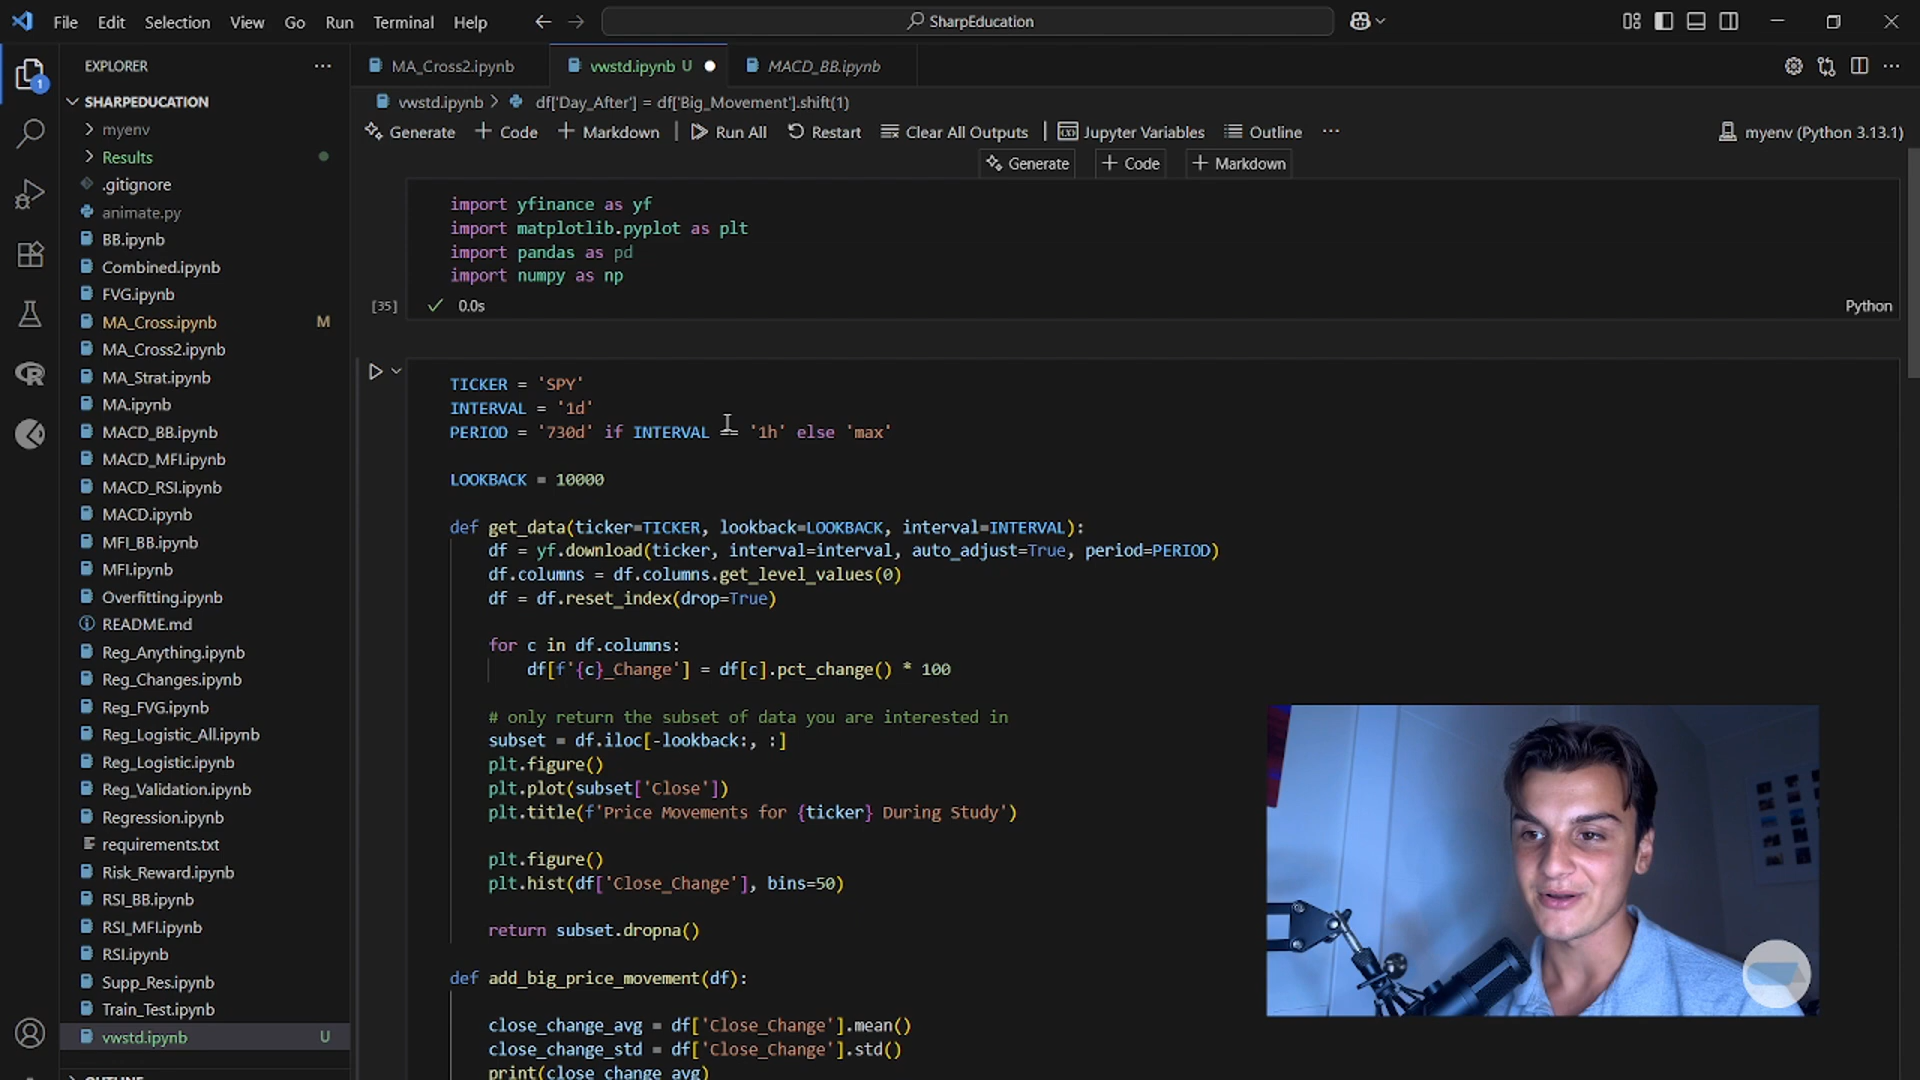 File Edit Selection View Go Run Terminal Help
SharpEducation
EXPLORER
SHARPEDUCATION
myenv
Results
.gitignore
animate.py
BB.ipynb
Combined.ipynb
FVG.ipynb
MA_Cross.ipynb M
MA_Cross2.ipynb
MA_Strat.ipynb
MA.ipynb
MACD_BB.ipynb
MACD_MFI.ipynb
MACD_RSI.ipynb
MACD.ipynb
MFI_BB.ipynb
MFI.ipynb
Overfitting.ipynb
README.md
Reg_Anything.ipynb
Reg_Changes.ipynb
Reg_FVG.ipynb
Reg_Logistic_All.ipynb
Reg_Logistic.ipynb
Reg_Validation.ipynb
Regression.ipynb
requirements.txt
Risk_Reward.ipynb
RSI_BB.ipynb
RSI_MFI.ipynb
RSI.ipynb
Supp_Res.ipynb
Train_Test.ipynb
vwstd.ipynb U
OUTLINE
1
MA_Cross2.ipynb vwstd.ipynb U MACD_BB.ipynb
vwstd.ipynb > df['Day_After'] = df['Big_Movement'].shift(1)
Generate + Code + Markdown Run All Restart Clear All Outputs Jupyter Variables Outline ... myenv (Python 3.13.1)
Generate + Code + Markdown
import yfinance as yf
import matplotlib.pyplot as plt
import pandas as pd
import numpy as np
[35] ✓ 0.0s Python
TICKER = 'SPY'
INTERVAL = '1d'
PERIOD = '730d' if INTERVAL == '1h' else 'max'
LOOKBACK = 10000
def get_data(ticker=TICKER, lookback=LOOKBACK, interval=INTERVAL):
df = yf.download(ticker, interval=interval, auto_adjust=True, period=PERIOD)
df.columns = df.columns.get_level_values(0)
df = df.reset_index(drop=True)
for c in df.columns:
df[f'{c}_Change'] = df[c].pct_change() * 100
# only return the subset of data you are interested in
subset = df.iloc[-lookback:, :]
plt.figure()
plt.plot(subset['Close'])
plt.title(f'Price Movements for {ticker} During Study')
plt.figure()
plt.hist(df['Close_Change'], bins=50)
return subset.dropna()
def add_big_price_movement(df):
close_change_avg = df['Close_Change'].mean()
close_change_std = df['Close_Change'].std()
print(close_change_avg)